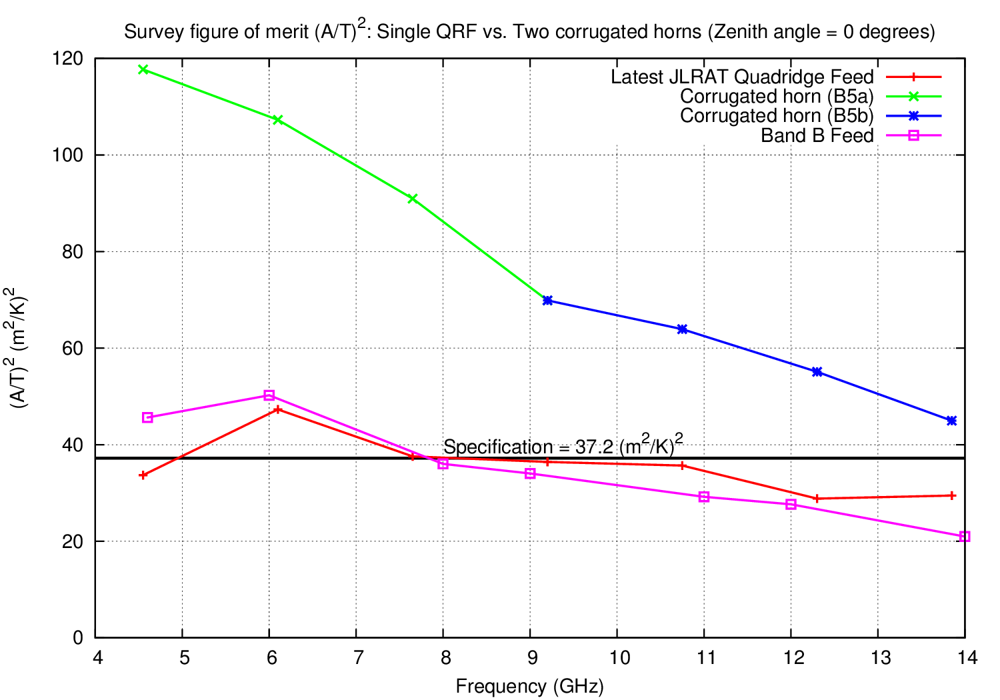 Survey figure of merit (A/T)²: Single QRF vs. Two corrugated horns (Zenith angle = 0 degrees)
Latest JLRAT Quadridge Feed
Corrugated horn (B5a)
Corrugated horn (B5b)
Band B Feed
(A/T)² (m²/K)²
120
100
80
60
40
20
0
Specification = 37.2 (m²/K)²
4 5 6 7 8 9 10 11 12 13 14
Frequency (GHz)